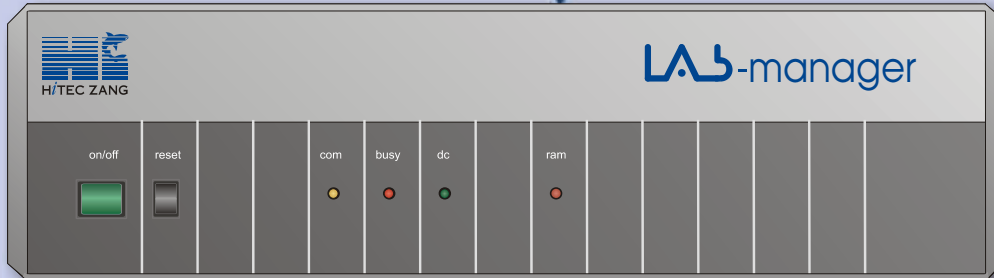 HiTEC ZANG
LAb-manager
on/off
reset
com
busy
dc
ram